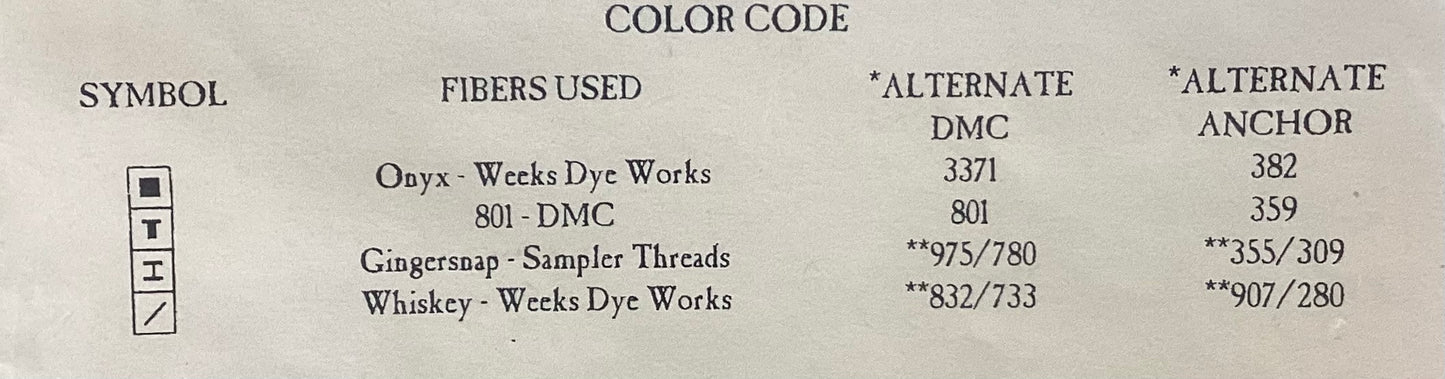 COLOR CODE
SYMBOL FIBERS USED *ALTERNATE DMC *ALTERNATE ANCHOR
■ Onyx - Weeks Dye Works 3371 382
T 801 - DMC 801 359
I Gingersnap - Sampler Threads **975/780 **355/309
/ Whiskey - Weeks Dye Works **832/733 **907/280